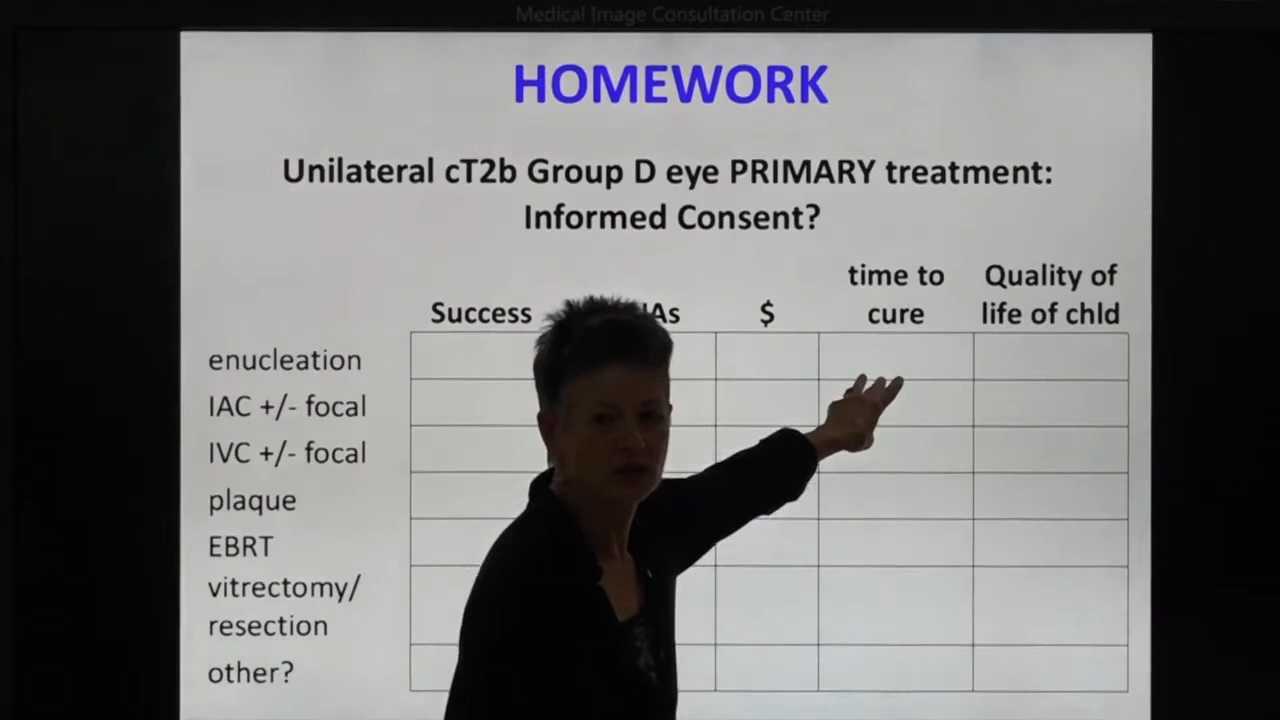 Medical Image Consultation Center
HOMEWORK
Unilateral cT2b Group D eye PRIMARY treatment:
Informed Consent?
time to Quality of
Success $ cure life of chld
enucleation
IAC +/- focal
IVC +/- focal
plaque
EBRT
vitrectomy/
resection
other?